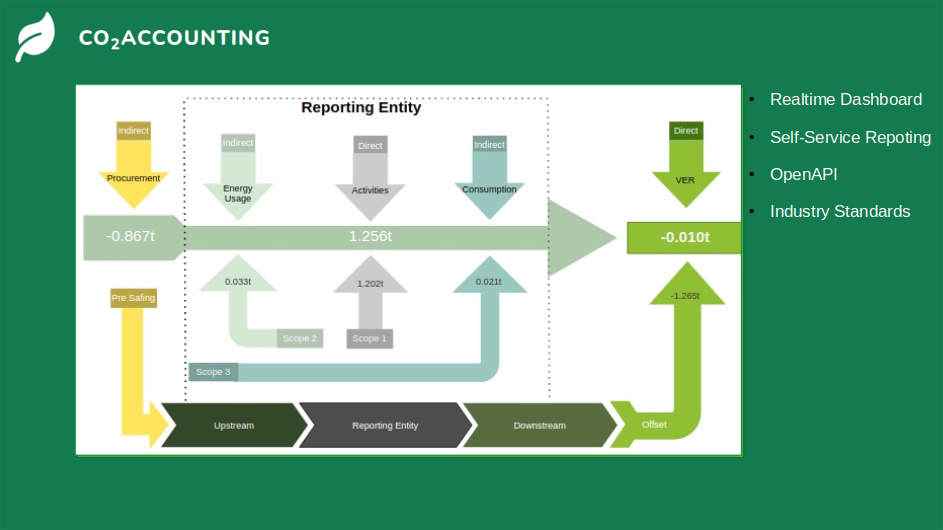 CO2ACCOUNTING
Reporting Entity
Indirect
Indirect
Direct
Indirect
Direct
Procurement
Energy
Usage
Activities
Consumption
VER
-0.867t
1.256t
-0.010t
0.033t
1.202t
0.021t
-1.265t
Pre Safing
Scope 2
Scope 1
Scope 3
Upstream
Reporting Entity
Downstream
Offset
• Realtime Dashboard
• Self-Service Repoting
• OpenAPI
• Industry Standards